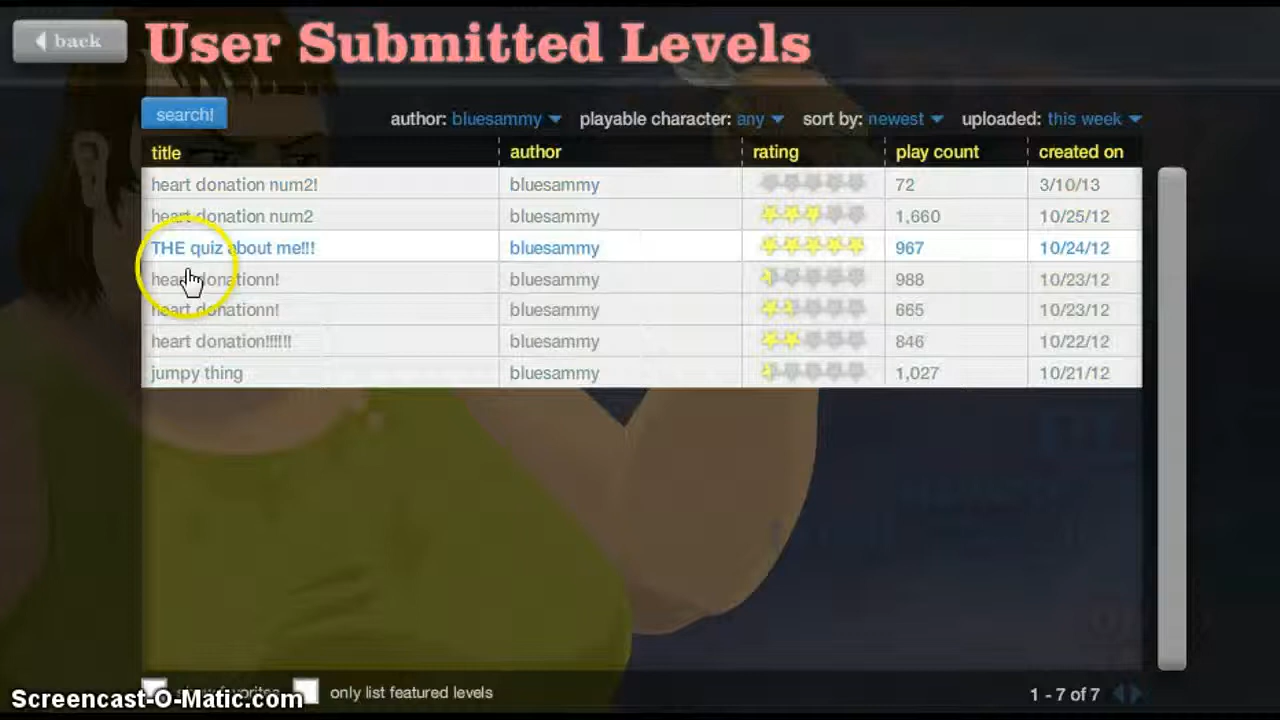 back
User Submitted Levels
search!
author: bluesammy playable character: any sort by: newest uploaded: this week
title author rating play count created on
heart donation num2! bluesammy 72 3/10/13
heart donation num2 bluesammy 1,660 10/25/12
THE quiz about me!!! bluesammy 967 10/24/12
heart donationn! bluesammy 988 10/23/12
heart donationn! bluesammy 665 10/23/12
heart donation!!!!!! bluesammy 846 10/22/12
jumpy thing bluesammy 1,027 10/21/12
only list featured levels 1 - 7 of 7
Screencast-O-Matic.com